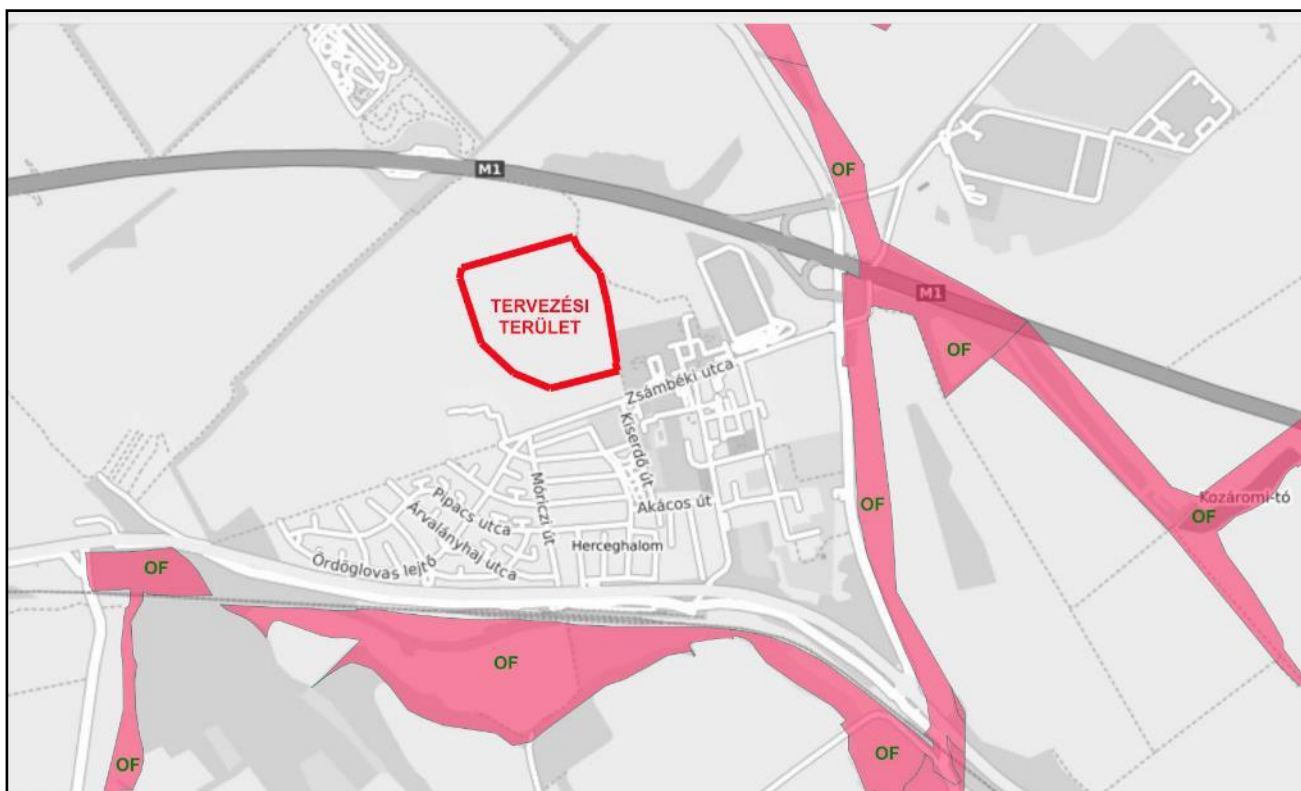 M1
OF
TERVEZÉSI
TERÜLET
M1
OF
Zsámbéki utca
Kiserdő út
Móriczi út
Pipacs utca
Árvalányhaj utca
Akácos út
OF
Kozáromi-tó
OF
Herceghalom
Ördöglovas lejtő
OF
OF
OF
OF